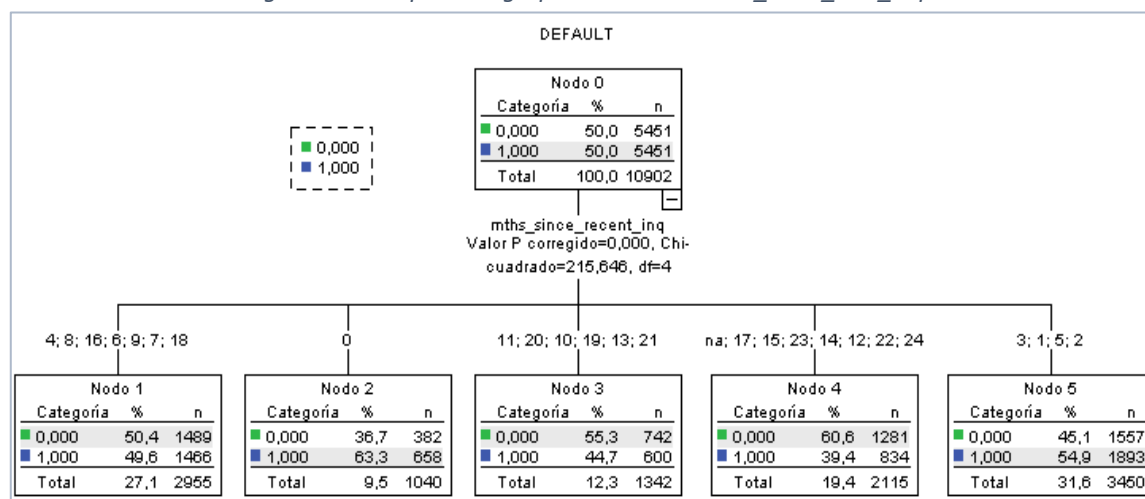 DEFAULT
Nodo 0
Categoría % n
0,000 50,0 5451
1,000 50,0 5451
Total 100,0 10902
0,000
1,000
mths_since_recent_inq
Valor P corregido=0,000, Chi-
cuadrado=215,646, df=4
4; 8; 16; 6; 9; 7; 18
0
11; 20; 10; 19; 13; 21
na; 17; 15; 23; 14; 12; 22; 24
3; 1; 5; 2
Nodo 1
Categoría % n
0,000 50,4 1489
1,000 49,6 1466
Total 27,1 2955
Nodo 2
Categoría % n
0,000 36,7 382
1,000 63,3 658
Total 9,5 1040
Nodo 3
Categoría % n
0,000 55,3 742
1,000 44,7 600
Total 12,3 1342
Nodo 4
Categoría % n
0,000 60,6 1281
1,000 39,4 834
Total 19,4 2115
Nodo 5
Categoría % n
0,000 45,1 1557
1,000 54,9 1893
Total 31,6 3450